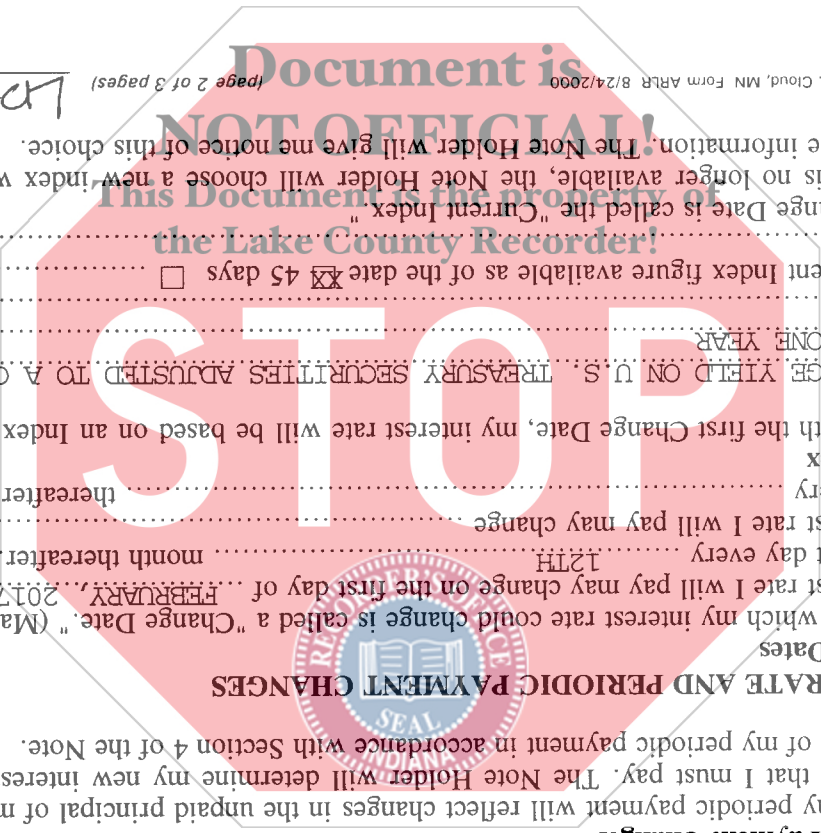 Document is
NOT OFFICIAL!
This Document is the property of
the Lake County Recorder!
STOP
RECORDER'S OFFICE
SEAL
INDIANA
y periodic payment will reflect changes in the unpaid principal of m
that I must pay. The Note Holder will determine my new interes
of my periodic payment in accordance with Section 4 of the Note.
RATE AND PERIODIC PAYMENT CHANGES
Dates
which my interest rate could change is called a "Change Date." (Ma
st rate I will pay may change on the first day of FEBRUARY, 2017
t day every 12TH month thereafter.
st rate I will pay may change
ry thereafter
x
th the first Change Date, my interest rate will be based on an Index
GE YIELD ON U.S. TREASURY SECURITIES ADJUSTED TO A C
ONE YEAR
ent Index figure available as of the date ☒ 45 days ☐
ange Date is called the "Current Index."
is no longer available, the Note Holder will choose a new index w
e information. The Note Holder will give me notice of this choice.
. Cloud, MN Form ARLR 8/24/2000 (page 2 of 3 pages)